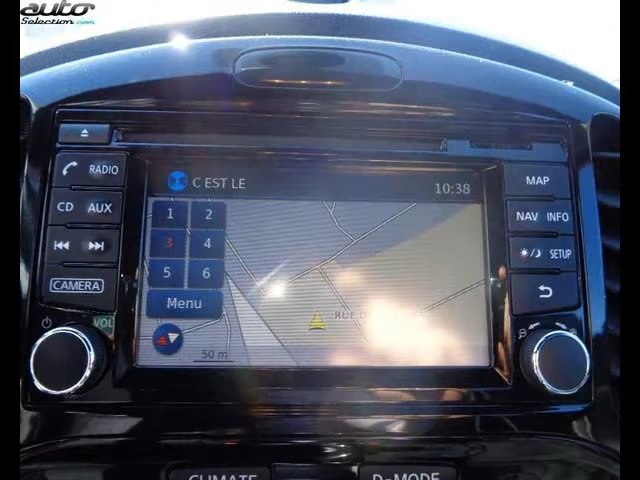 auto
Selection.com
RADIO
CD AUX
CAMERA
VOL
C EST LE
10:38
1 2
3 4
5 6
Menu
50 m
RUE
MAP
NAV INFO
SETUP
CLIMATE
D-MODE